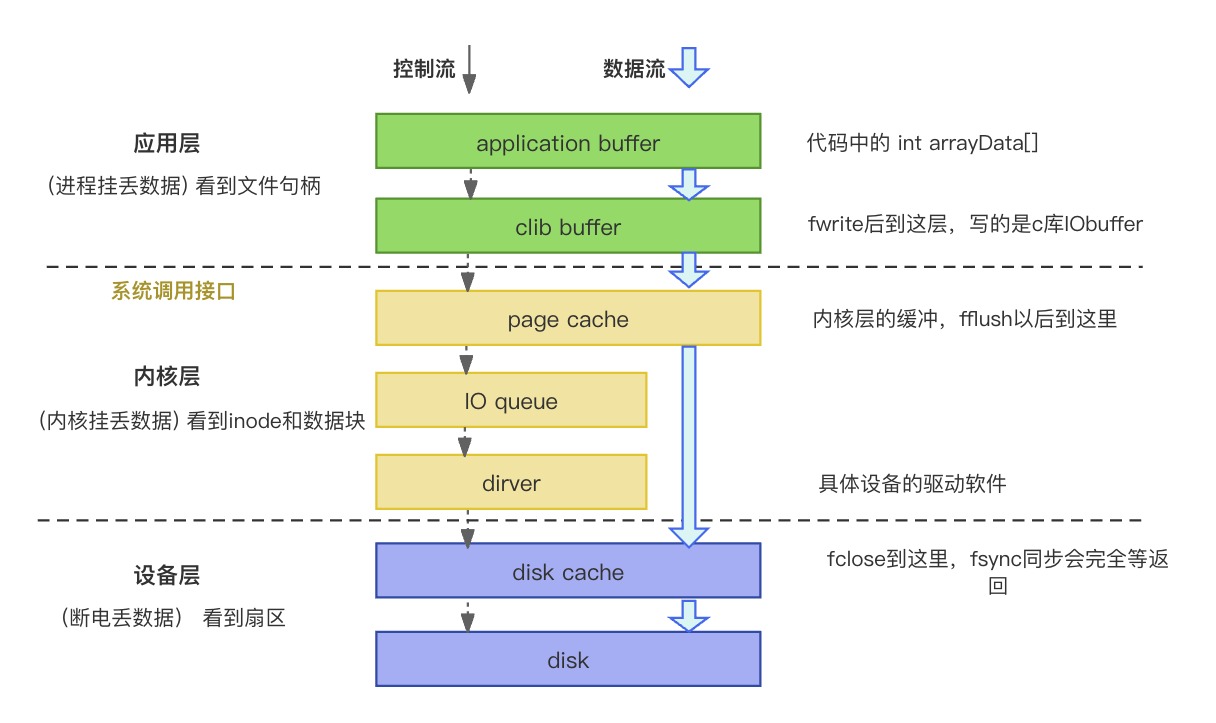 控制流
数据流
应用层
(进程挂丢数据) 看到文件句柄
application buffer
代码中的 int arrayData[]
clib buffer
fwrite后到这层，写的是c库IObuffer
系统调用接口
page cache
内核层的缓冲，fflush以后到这里
内核层
(内核挂丢数据) 看到inode和数据块
IO queue
dirver
具体设备的驱动软件
设备层
(断电丢数据） 看到扇区
disk cache
fclose到这里，fsync同步会完全等返
回
disk